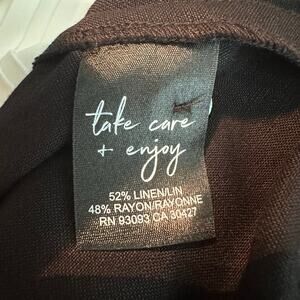 take care
+ enjoy
52% LINEN/LIN
48% RAYON/RAYONNE
RN 93093 CA 30427